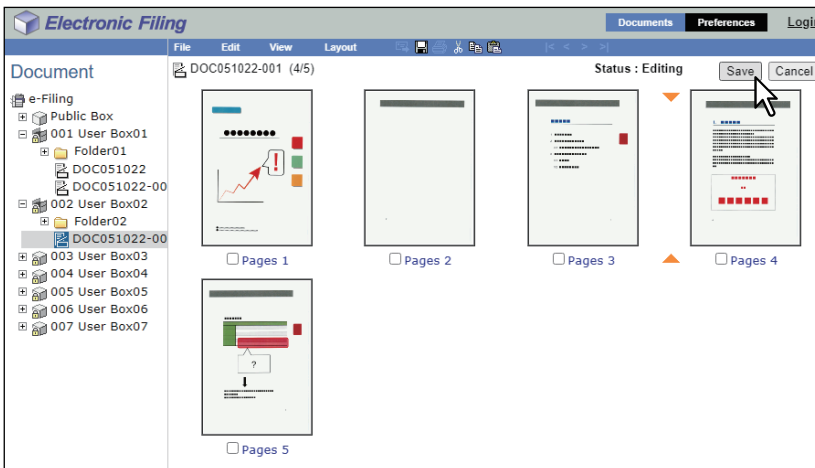 Electronic Filing
Documents Preferences Login
File Edit View Layout |< < > >|
Document
DOC051022-001 (4/5) Status : Editing Save Cancel
e-Filing
Public Box
001 User Box01
Folder01
DOC051022
DOC051022-00
002 User Box02
Folder02
DOC051022-00
003 User Box03
004 User Box04
005 User Box05
006 User Box06
007 User Box07
!
Pages 1 Pages 2 Pages 3 Pages 4
?
Pages 5